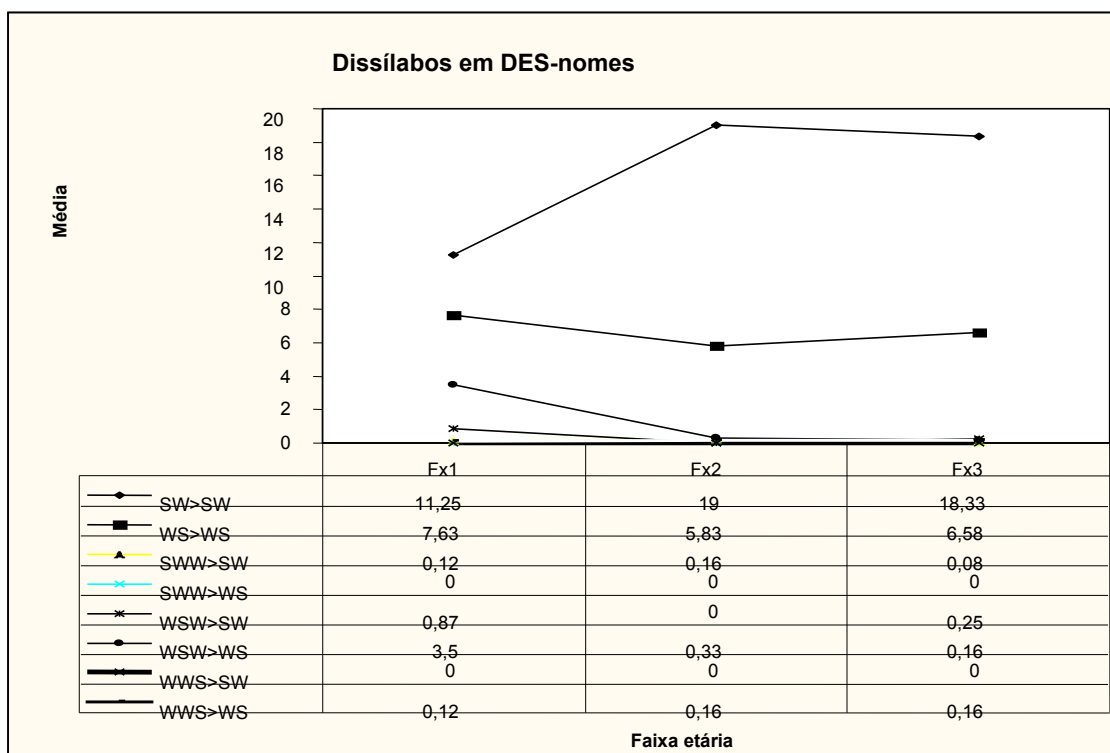 Dissílabos em DES-nomes
Média
20
18
16
14
12
10
8
6
4
2
0
Fx1 Fx2 Fx3
SW>SW 11,25 19 18,33
WS>WS 7,63 5,83 6,58
SWW>SW 0,12 0,16 0,08
SWW>WS 0 0 0
WSW>SW 0,87 0 0,25
WSW>WS 3,5 0,33 0,16
WWS>SW 0 0 0
WWS>WS 0,12 0,16 0,16
Faixa etária